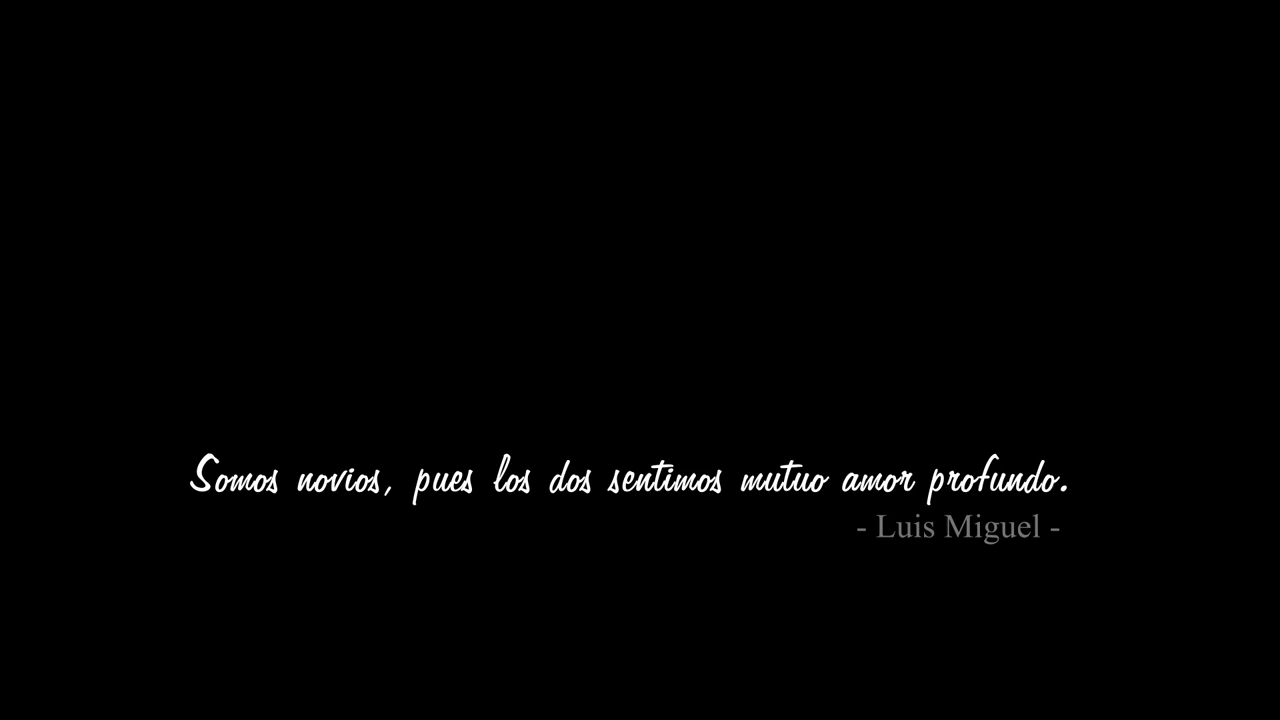 Somos novios, pues los dos sentimos mutuo amor profundo.
- Luis Miguel -